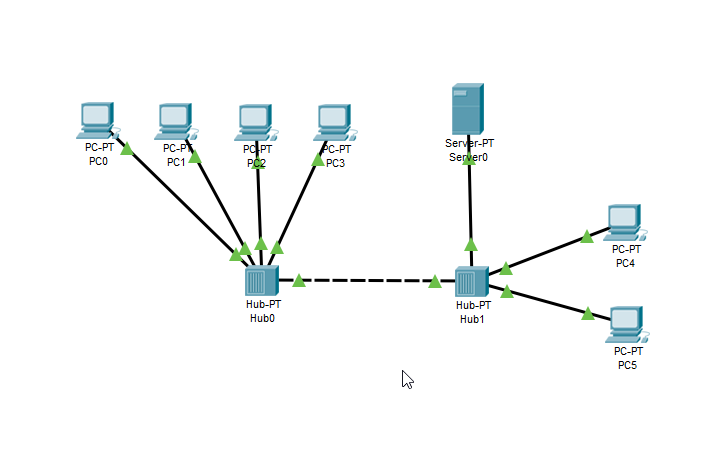 PC-PT
PC0
PC-PT
PC1
PC-PT
PC2
PC-PT
PC3
Server-PT
Server0
PC-PT
PC4
Hub-PT
Hub0
Hub-PT
Hub1
PC-PT
PC5